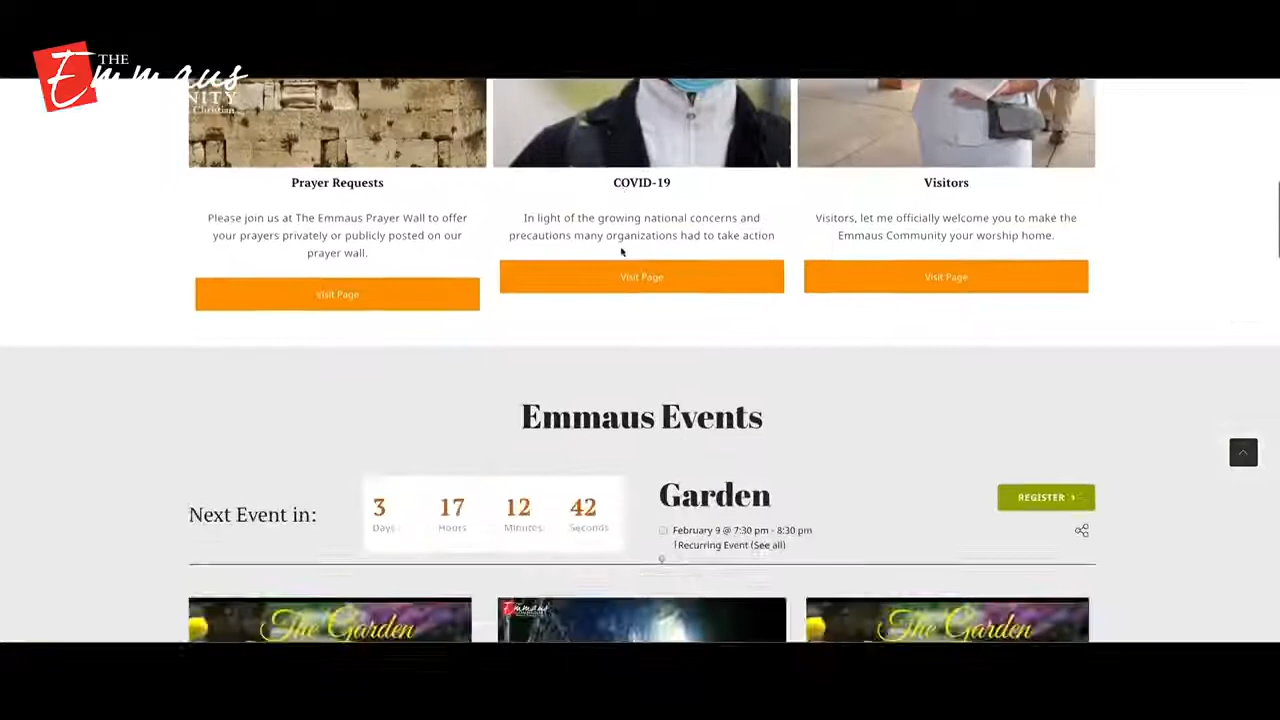 THE
Emmaus
Christian
Prayer Requests
Please join us at The Emmaus Prayer Wall to offer
your prayers privately or publicly posted on our
prayer wall.
Visit Page
COVID-19
In light of the growing national concerns and
precautions many organizations had to take action
Visit Page
Visitors
Visitors, let me officially welcome you to make the
Emmaus Community your worship home.
Visit Page
Emmaus Events
Next Event in:
3 17 12 42
Days Hours Minutes Seconds
Garden
February 9 @ 7:30 pm - 8:30 pm
|Recurring Event (See all)
REGISTER
The Garden
Emmaus
The Garden